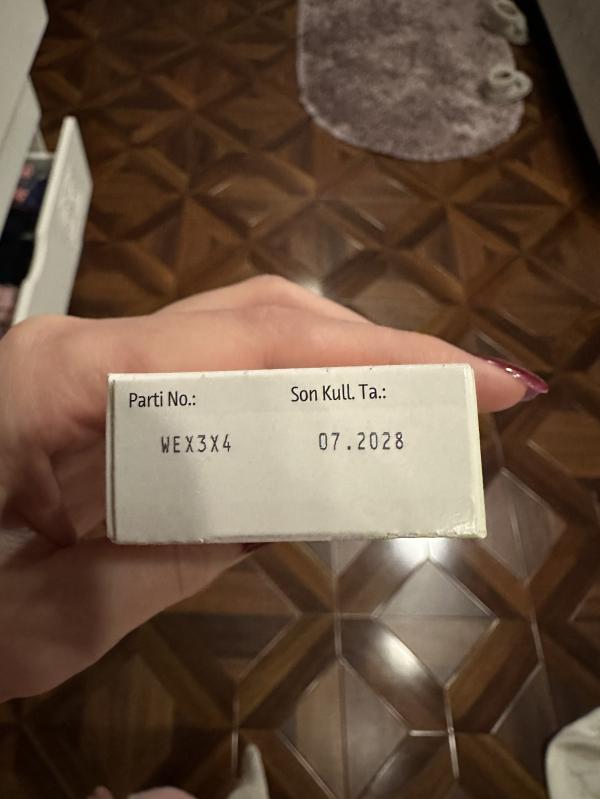 Parti No.: Son Kull. Ta.:
WEX3X4 07.2028